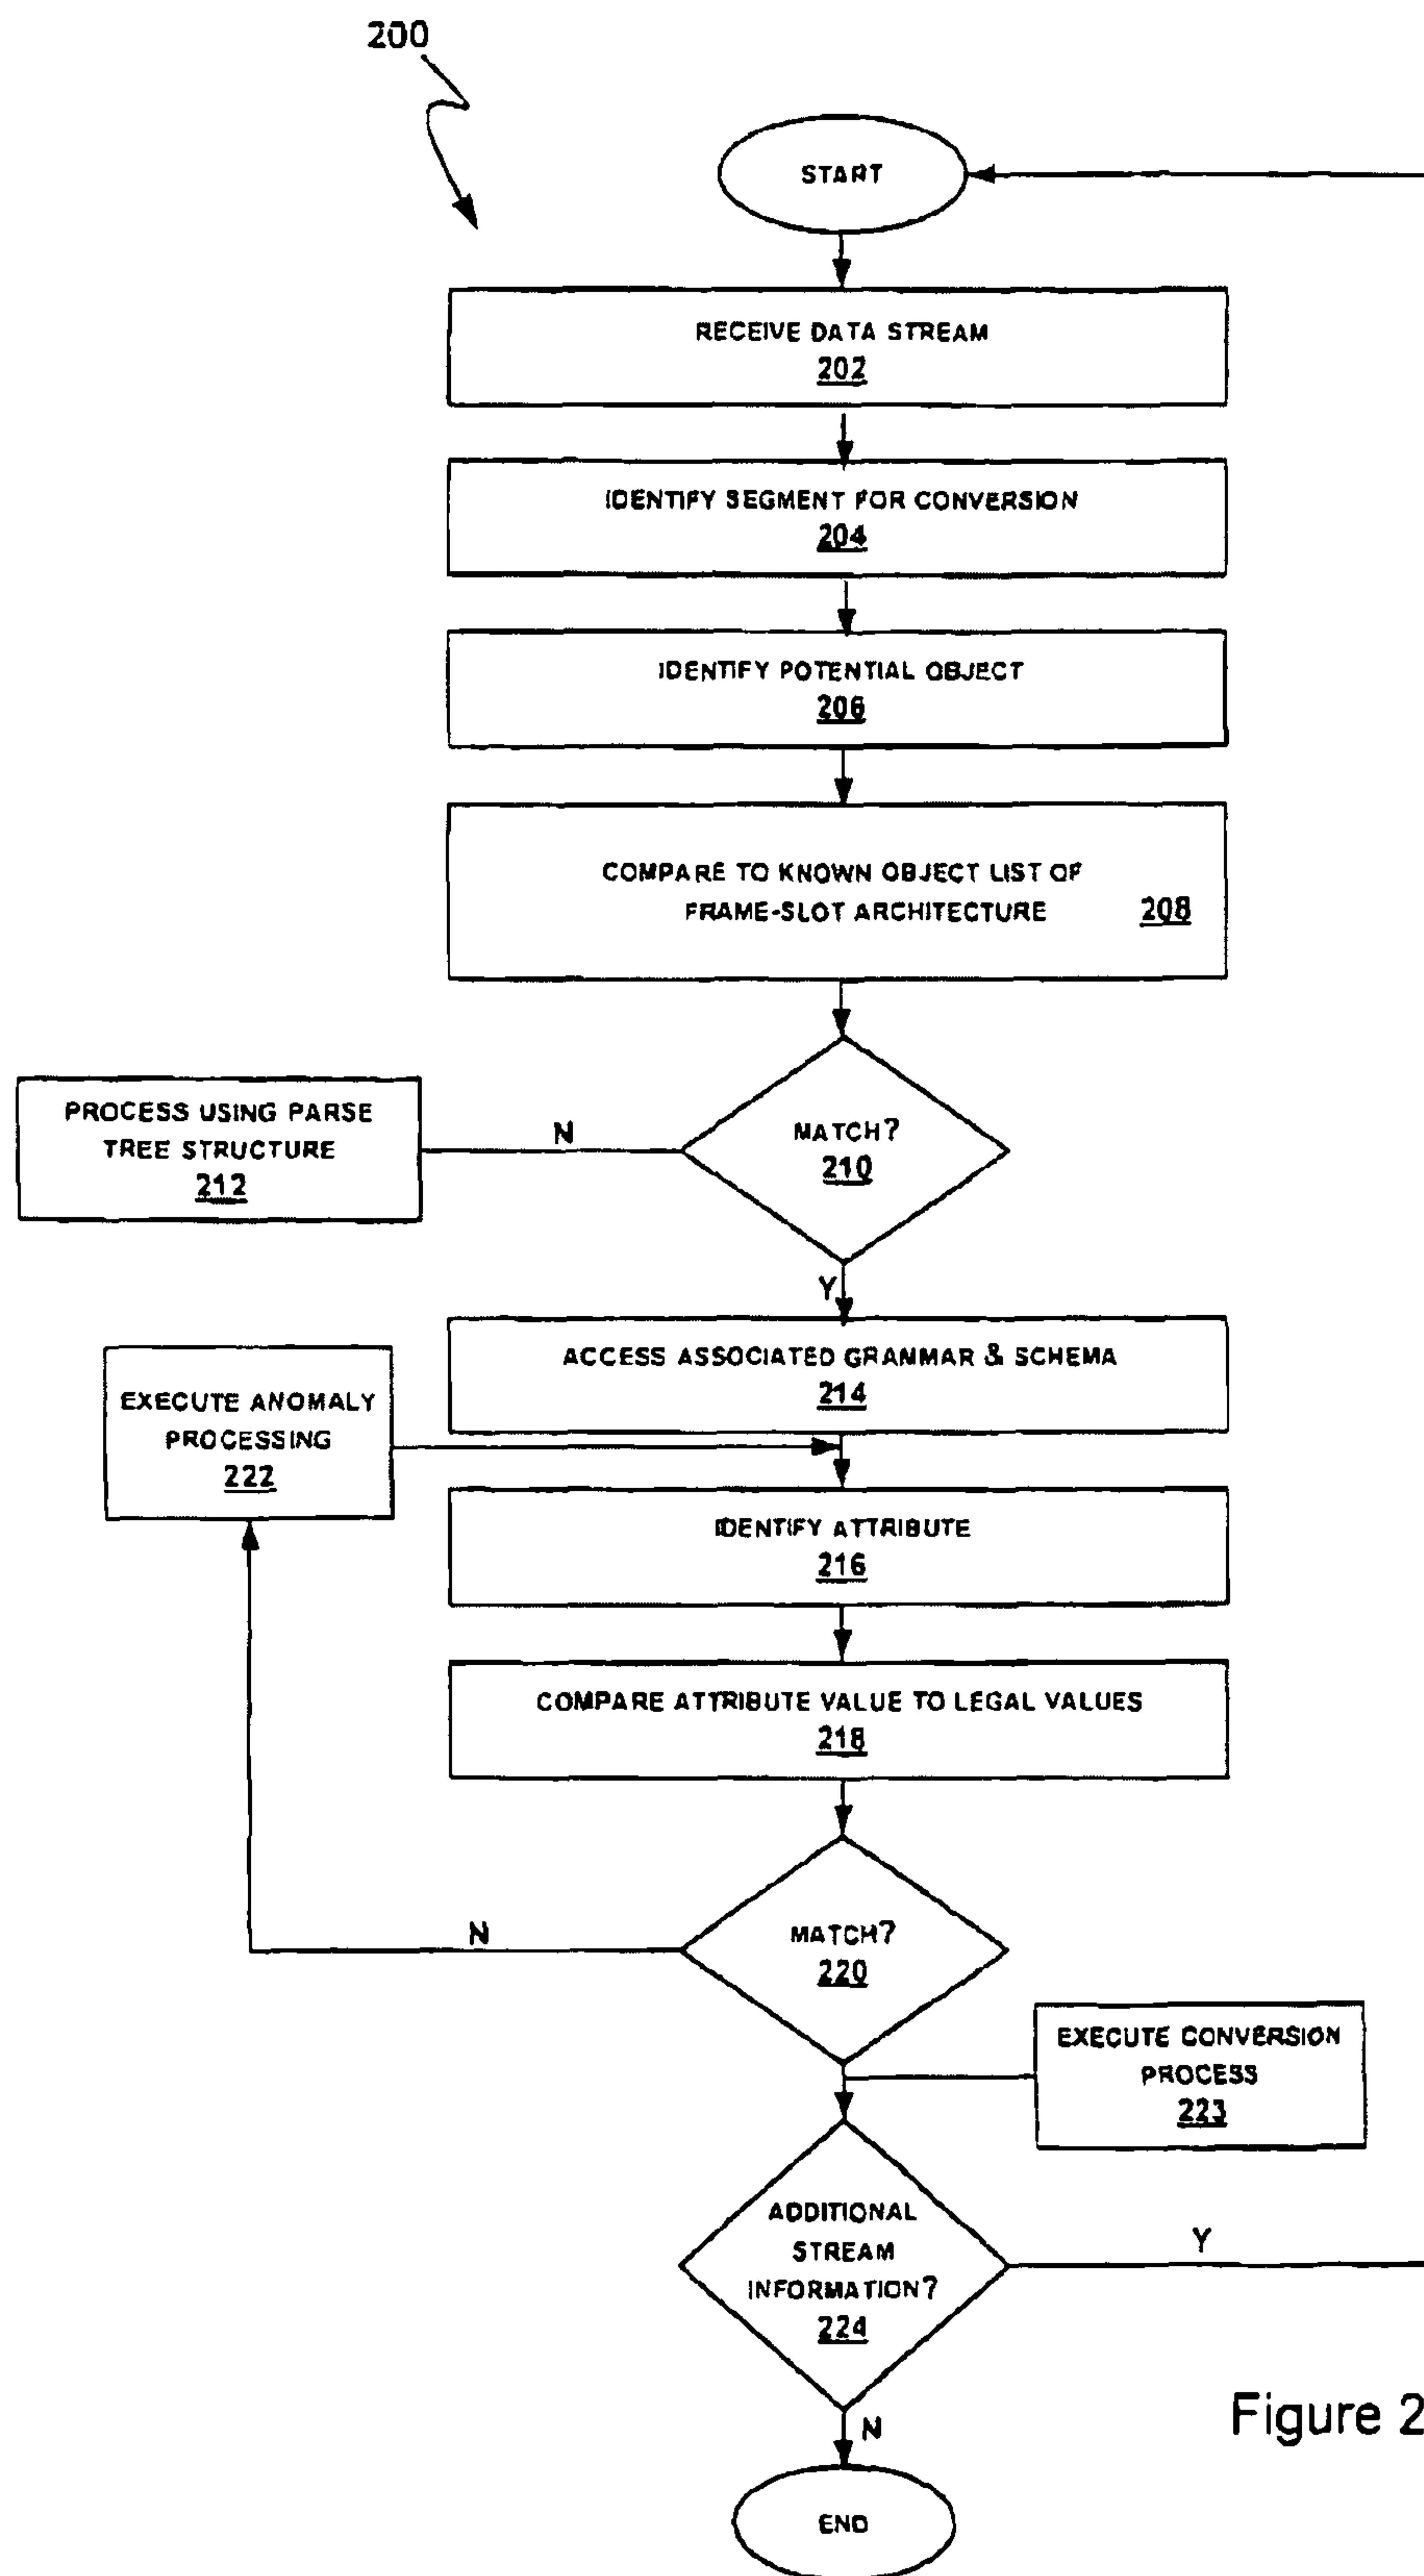 200
START
RECEIVE DATA STREAM
202
IDENTIFY SEGMENT FOR CONVERSION
204
IDENTIFY POTENTIAL OBJECT
206
COMPARE TO KNOWN OBJECT LIST OF
FRAME-SLOT ARCHITECTURE
208
MATCH?
210
N
PROCESS USING PARSE
TREE STRUCTURE
212
Y
ACCESS ASSOCIATED GRAMMAR & SCHEMA
214
EXECUTE ANOMALY
PROCESSING
222
IDENTIFY ATTRIBUTE
216
COMPARE ATTRIBUTE VALUE TO LEGAL VALUES
218
MATCH?
220
N
EXECUTE CONVERSION
PROCESS
223
ADDITIONAL
STREAM
INFORMATION?
224
Y
N
Figure 2
END